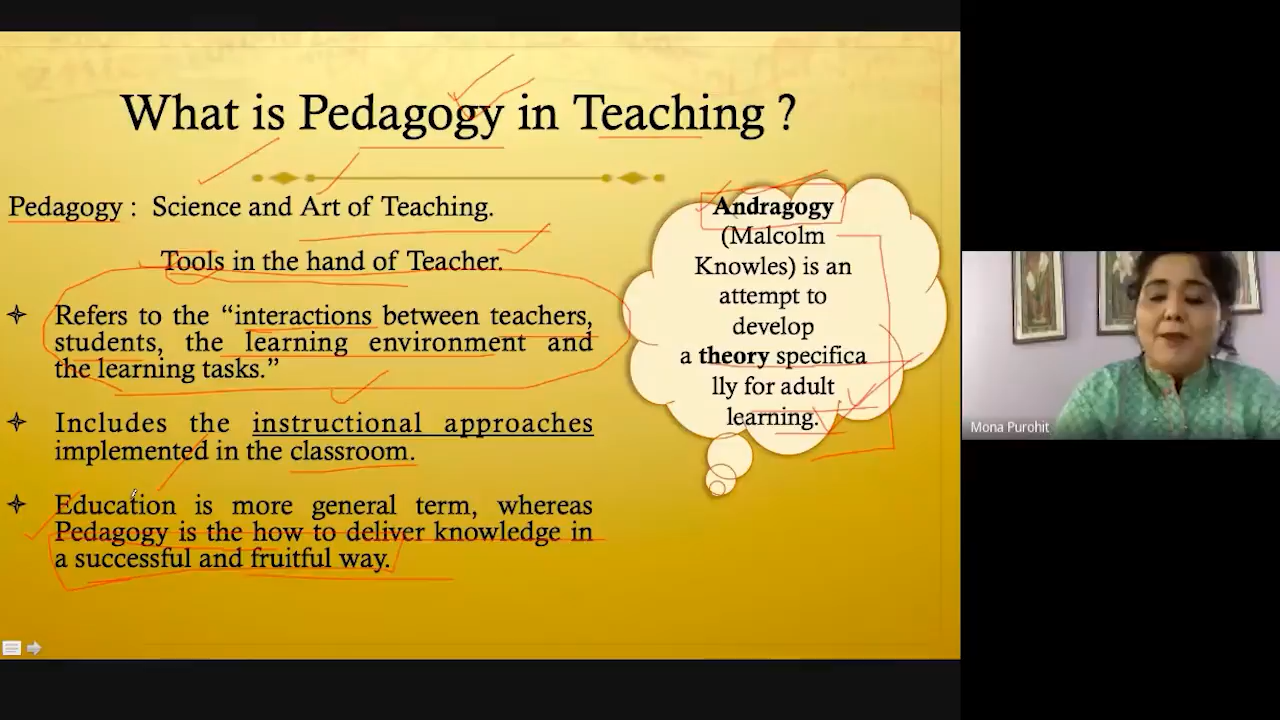 What is Pedagogy in Teaching ?
Pedagogy : Science and Art of Teaching.
Tools in the hand of Teacher.
Refers to the “interactions between teachers,
students, the learning environment and
the learning tasks.”
Includes the instructional approaches
implemented in the classroom.
Education is more general term, whereas
Pedagogy is the how to deliver knowledge in
a successful and fruitful way.
Andragogy
(Malcolm
Knowles) is an
attempt to
develop
a theory specifica
lly for adult
learning.
Mona Purohit